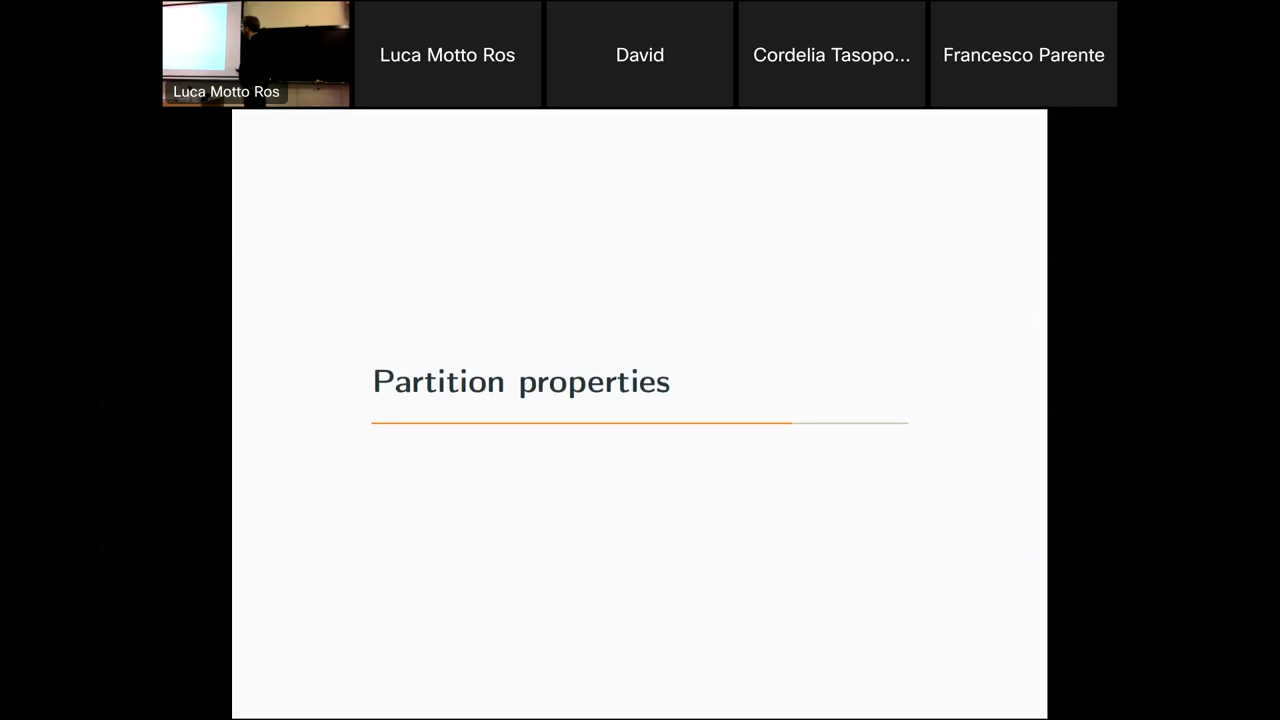 Luca Motto Ros
Luca Motto Ros
David
Cordelia Tasopo...
Francesco Parente
Partition properties